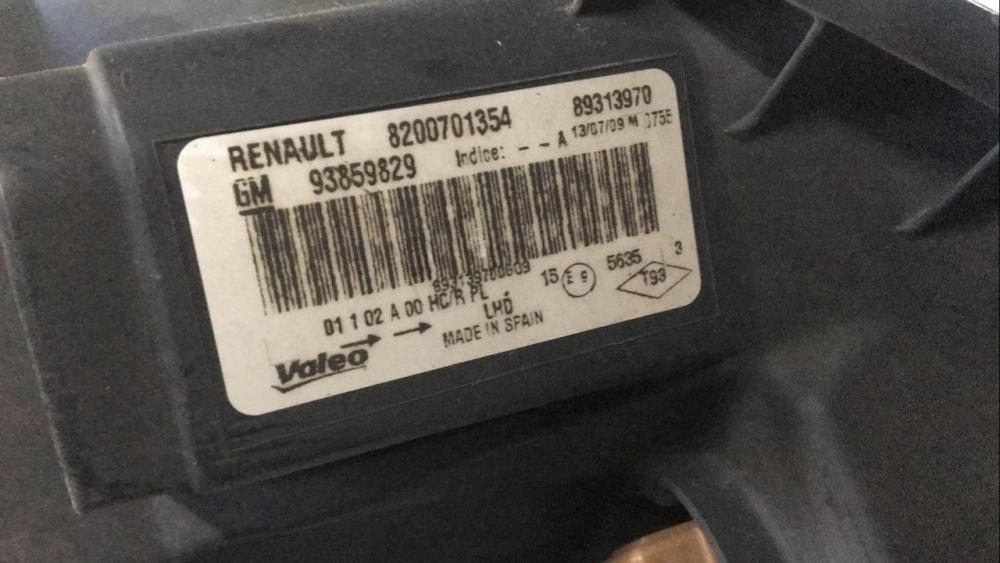 RENAULT 8200701354 89313970
GM 93859829 Indice: - - A 13/07/09 M
15 E 9 5635 3
T93
01 1 02 A 00 HC/R PL
LHD
Valeo MADE IN SPAIN